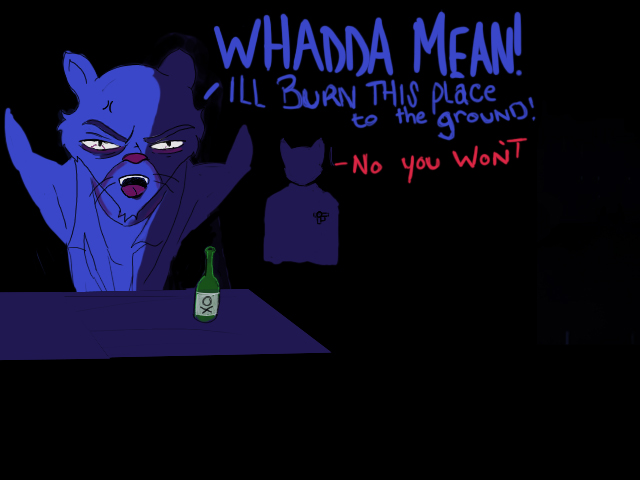 WHADDA MEAN!
ILL BURN THIS place
to the ground!
- No you WON'T